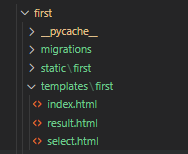 first
__pycache__
migrations
static\first
templates\first
<> index.html
<> result.html
<> select.html